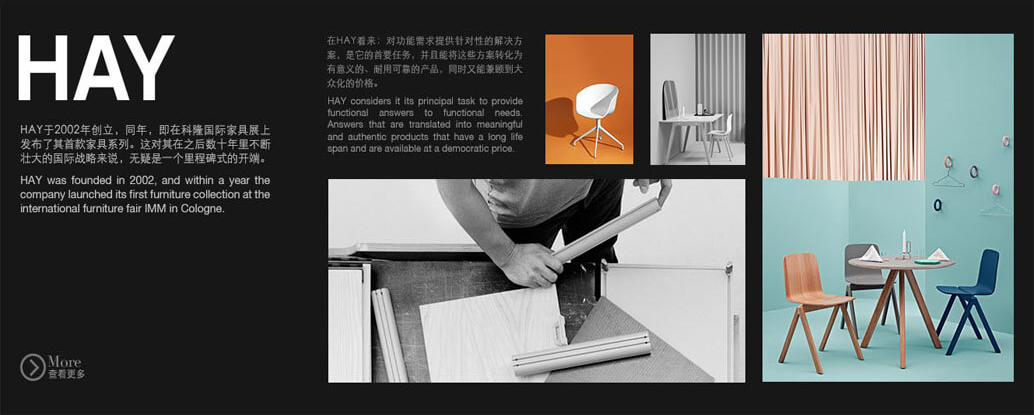 HAY
HAY于2002年创立，同年，即在科隆国际家具展上
发布了其首款家具系列。这对其在之后数十年里不断
壮大的国际战略来说，无疑是一个里程碑式的开端。
HAY was founded in 2002, and within a year the
company launched its first furniture collection at the
international furniture fair IMM in Cologne.
More
查看更多
在HAY看来：对功能需求提供针对性的解决方
案，是它的首要任务，并且能将这些方案转化为
有意义的、耐用可靠的产品，同时又能兼顾到大
众化的价格。
HAY considers it its principal task to provide
functional answers to functional needs.
Answers that are translated into meaningful
and authentic products that have a long life
span and are available at a democratic price.